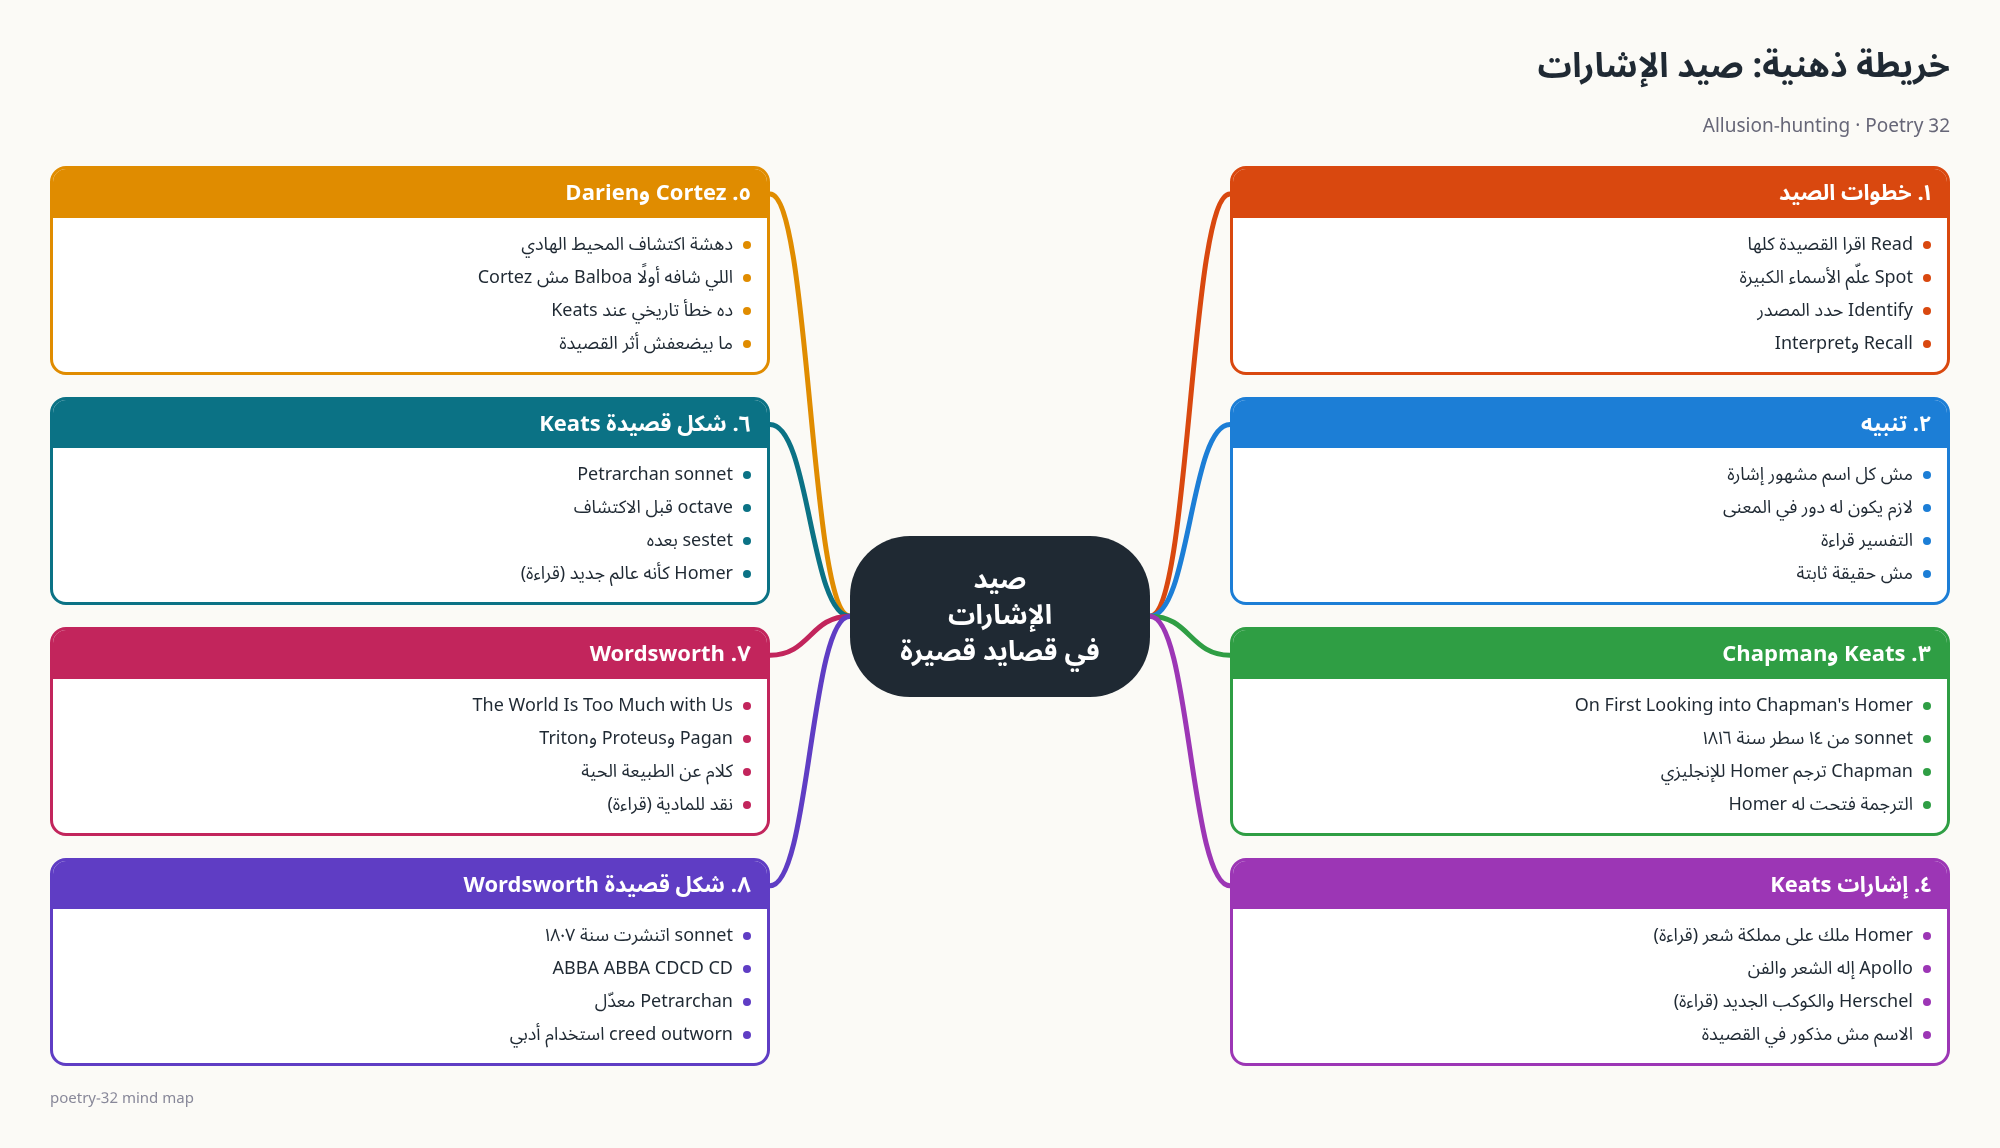 خريطة ذهنية: صيد الإشارات
Allusion-hunting · Poetry 32
١. خطوات الصيد
Read اقرا القصيدة كلها
Spot علّم الأسماء الكبيرة
Identify حدد المصدر
Recall وInterpret
٢. تنبيه
مش كل اسم مشهور إشارة
لازم يكون له دور في المعنى
التفسير قراءة
مش حقيقة ثابتة
٣. Keats وChapman
On First Looking into Chapman's Homer
sonnet من ١٤ سطر سنة ١٨١٦
Chapman ترجم Homer للإنجليزي
الترجمة فتحت له Homer
٤. إشارات Keats
Homer ملك على مملكة شعر (قراءة)
Apollo إله الشعر والفن
Herschel والكوكب الجديد (قراءة)
الاسم مش مذكور في القصيدة
صيد
الإشارات
في قصايد قصيرة
٥. Cortez وDarien
دهشة اكتشاف المحيط الهادي
اللي شافه أولًا Balboa مش Cortez
ده خطأ تاريخي عند Keats
ما بيضعفش أثر القصيدة
٦. شكل قصيدة Keats
Petrarchan sonnet
octave قبل الاكتشاف
sestet بعده
Homer كأنه عالم جديد (قراءة)
٧. Wordsworth
The World Is Too Much with Us
Pagan وProteus وTriton
كلام عن الطبيعة الحية
نقد للمادية (قراءة)
٨. شكل قصيدة Wordsworth
sonnet اتنشرت سنة ١٨٠٧
ABBA ABBA CDCD CD
Petrarchan معدّل
creed outworn استخدام أدبي
poetry-32 mind map